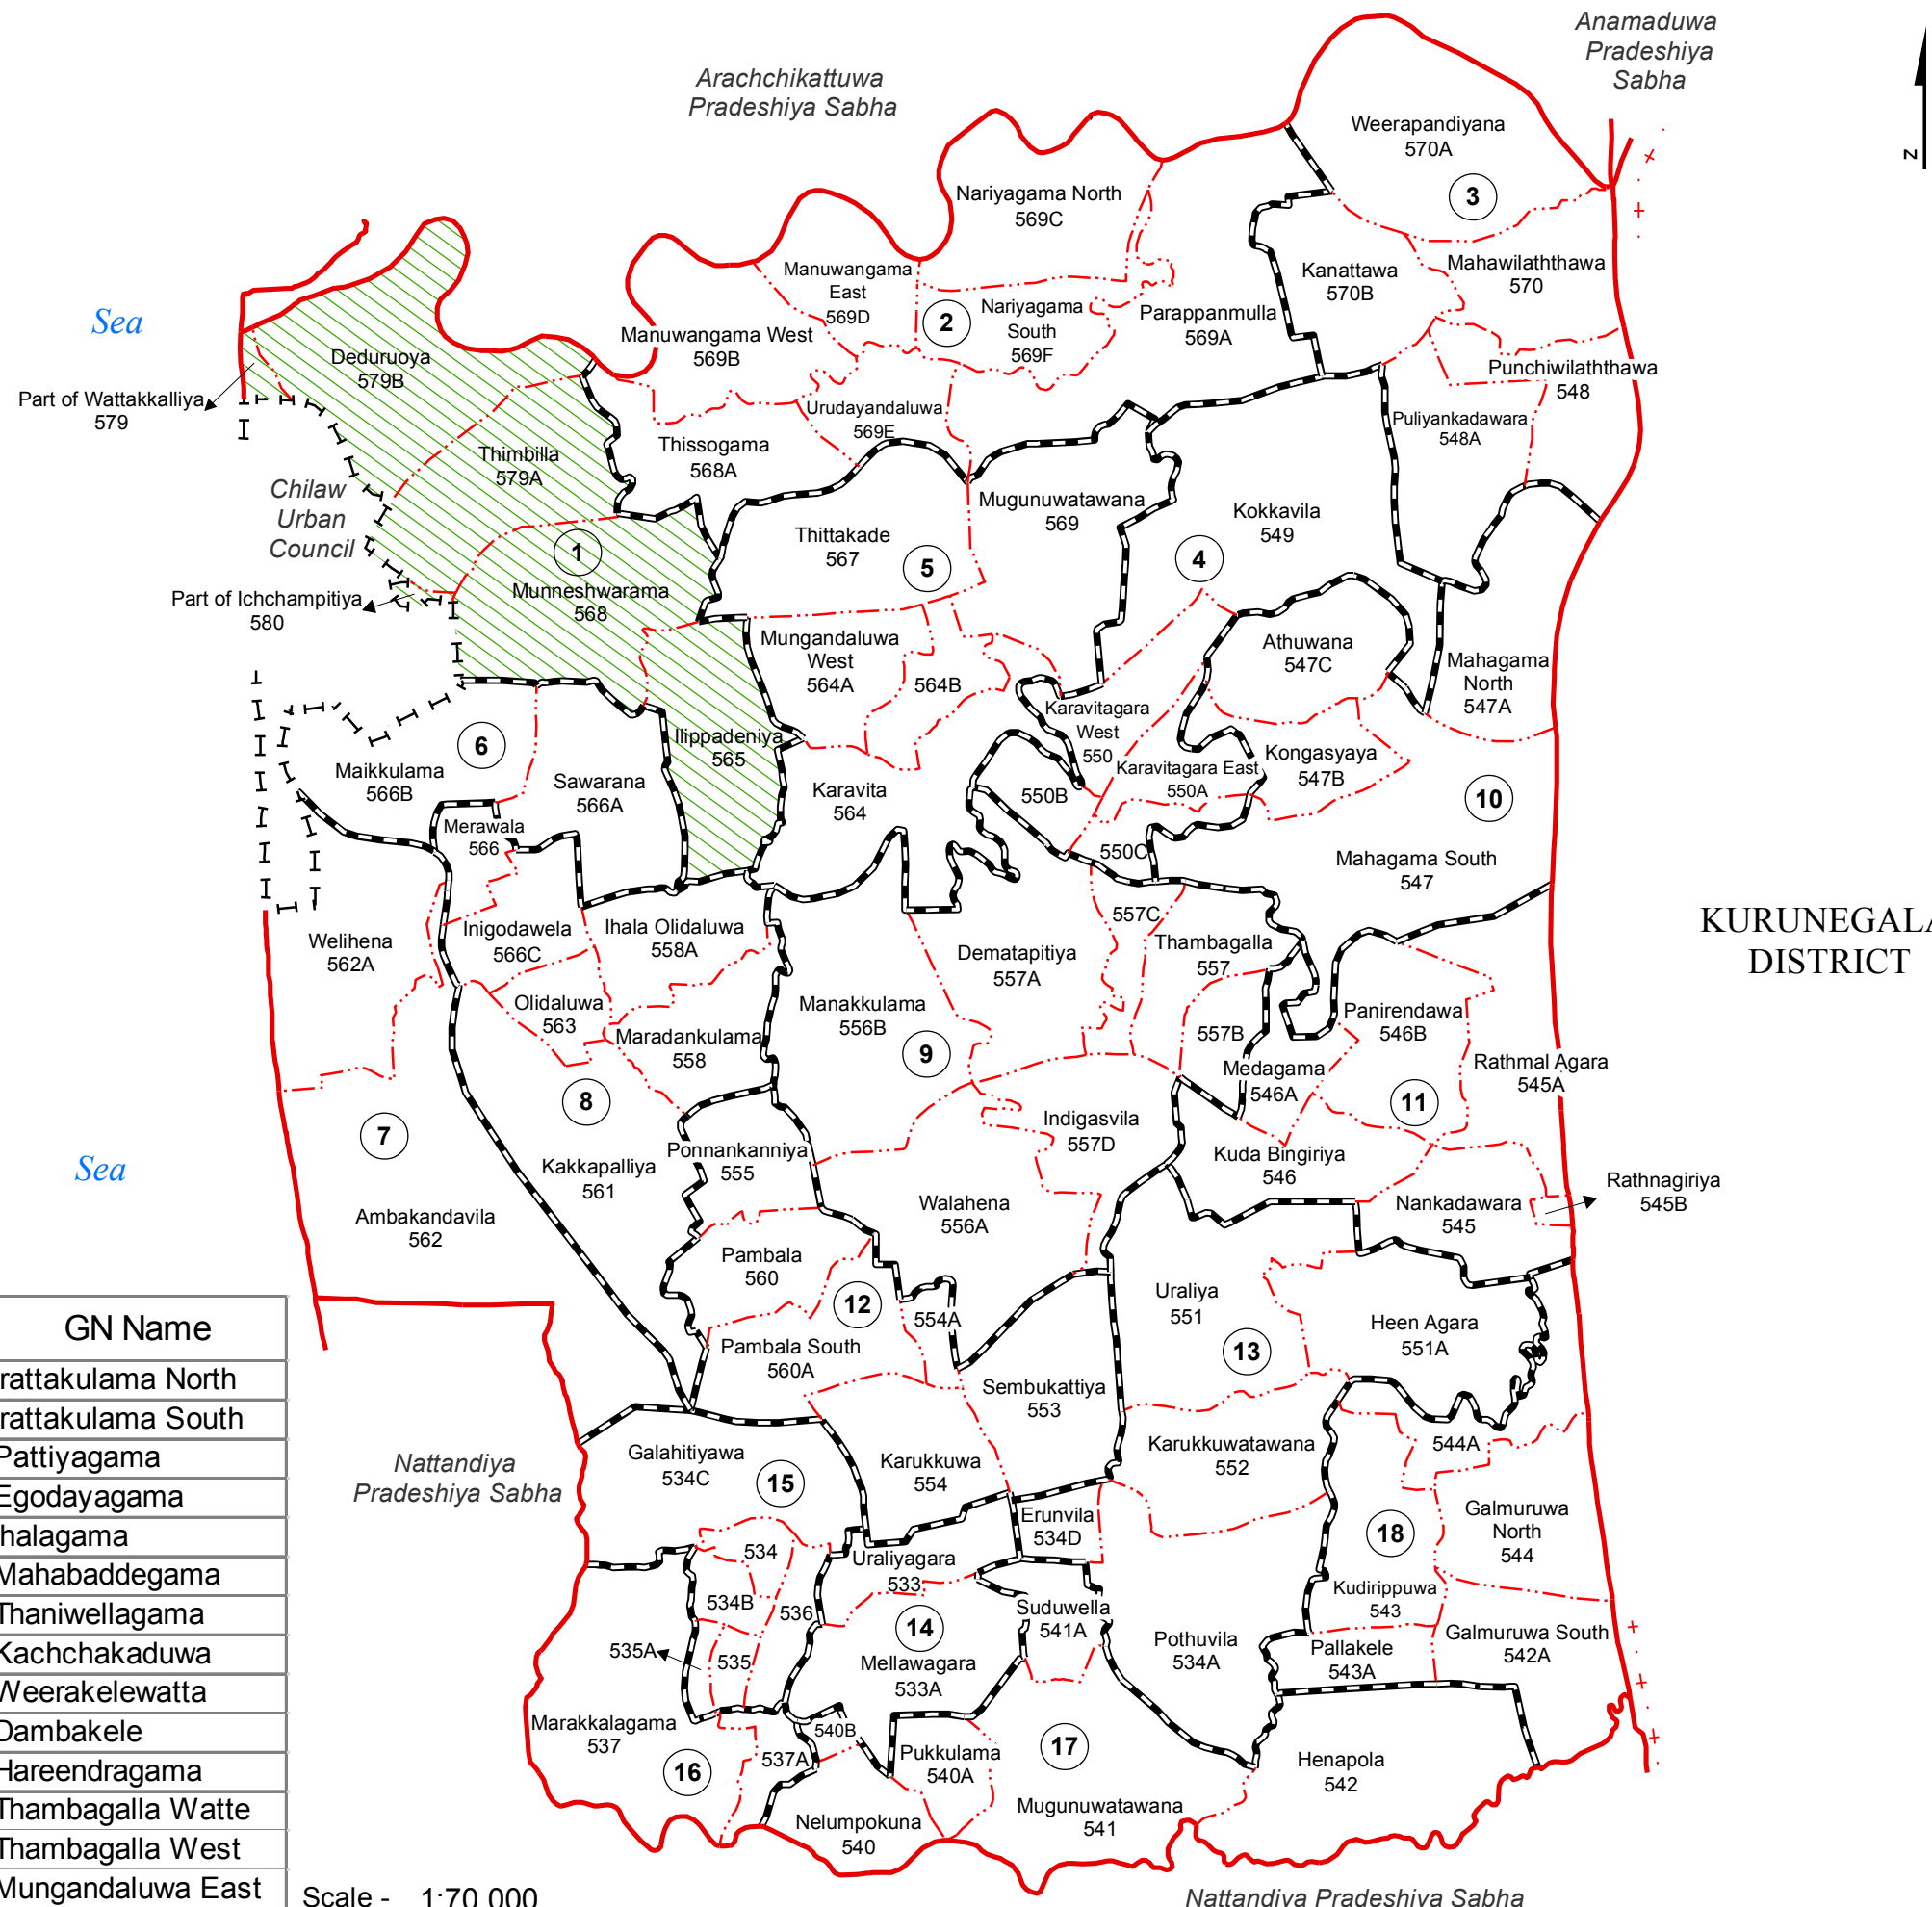 Anamaduwa
Pradeshiya
Sabha
Arachchikattuwa
Pradeshiya Sabha
Z
Weerapandiyana
570A
3
Nariyagama North
569C
Manuwangama
East
569D
Kanattawa
570B
Mahawilaththawa
570
Sea
2
Nariyagama
South
569F
Parappanmulla
569A
Manuwangama West
569B
Deduruoya
579B
Part of Wattakkalliya
579
Punchiwilaththawa
548
Urudayandaluwa
569E
Puliyankadawara
548A
Thissogama
568A
Thimbilla
579A
Chilaw
Urban
Council
Mugunuwatawana
569
Kokkavila
549
Thittakade
567
1
5
4
Munneshwarama
568
Part of Ichchampitiya
580
Mungandaluwa
West
564A
564B
Athuwana
547C
Mahagama
North
547A
Karavitagara
West
550
6
Ilippadeniya
565
Kongasyaya
547B
Karavitagara East
550A
Maikkulama
566B
Sawarana
566A
Karavita
564
550B
10
Merawala
566
550C
Mahagama South
547
557C
KURUNEGALA
DISTRICT
Welihena
562A
Inigodawela
566C
Ihala Olidaluwa
558A
Dematapitiya
557A
Thambagalla
557
Olidaluwa
563
Manakkulama
556B
Panirendawa
546B
Maradankulama
558
9
557B
Medagama
546A
Rathmal Agara
545A
8
11
7
Indigasvila
557D
Sea
Ponnankanniya
555
Kakkapalliya
561
Kuda Bingiriya
546
Rathnagiriya
545B
Ambakandavila
562
Walahena
556A
Nankadawara
545
Pambala
560
12
Uraliya
551
554A
Heen Agara
551A
Pambala South
560A
13
Sembukattiya
553
GN Name
rattakulama North
rattakulama South
Pattiyagama
Egodayagama
halagama
Mahabaddegama
Thaniwellagama
Kachchakaduwa
Weerakelewatta
Dambakele
Hareendragama
Thambagalla Watte
Thambagalla West
Mungandaluwa East
Nattandiya
Pradeshiya Sabha
Galahitiyawa
534C
15
Karukkuwa
554
Karukkuwatawana
552
544A
Galmuruwa
North
544
Erunvila
534D
18
534
Uraliyagara
533
534B
536
Suduwella
541A
Kudirippuwa
543
14
535A
535
Mellawagara
533A
Pothuvila
534A
Pallakele
543A
Galmuruwa South
542A
Marakkalagama
537
540B
537A
Pukkulama
540A
17
Henapola
542
16
Nelumpokuna
540
Mugunuwatawana
541
Scale - 1:70 000
Nattandiya Pradeshiya Sabha